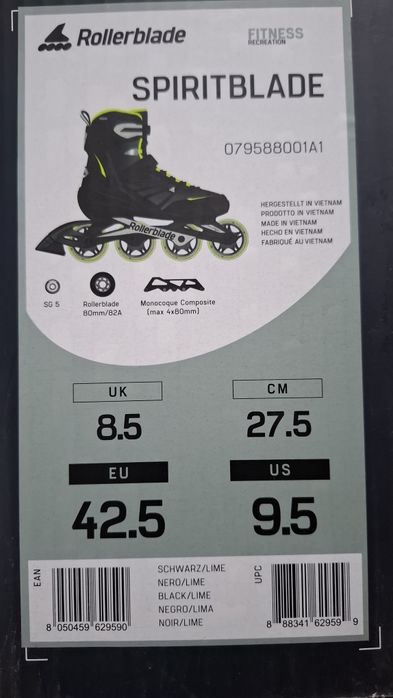 Rollerblade
FITNESS
RECREATION
SPIRITBLADE
079588001A1
Rollerblade
HERGESTELLT IN VIETNAM
PRODOTTO IN VIETNAM
MADE IN VIETNAM
HECHO EN VIETNAM
FABRIQUÉ AU VIETNAM
SG 5
Rollerblade
80mm/82A
Monocoque Composite
(max 4x80mm)
UK
8.5
CM
27.5
EU
42.5
US
9.5
EAN
8 050459 629590
SCHWARZ/LIME
NERO/LIME
BLACK/LIME
NEGRO/LIMA
NOIR/LIME
UPC
8 88341 62959 9